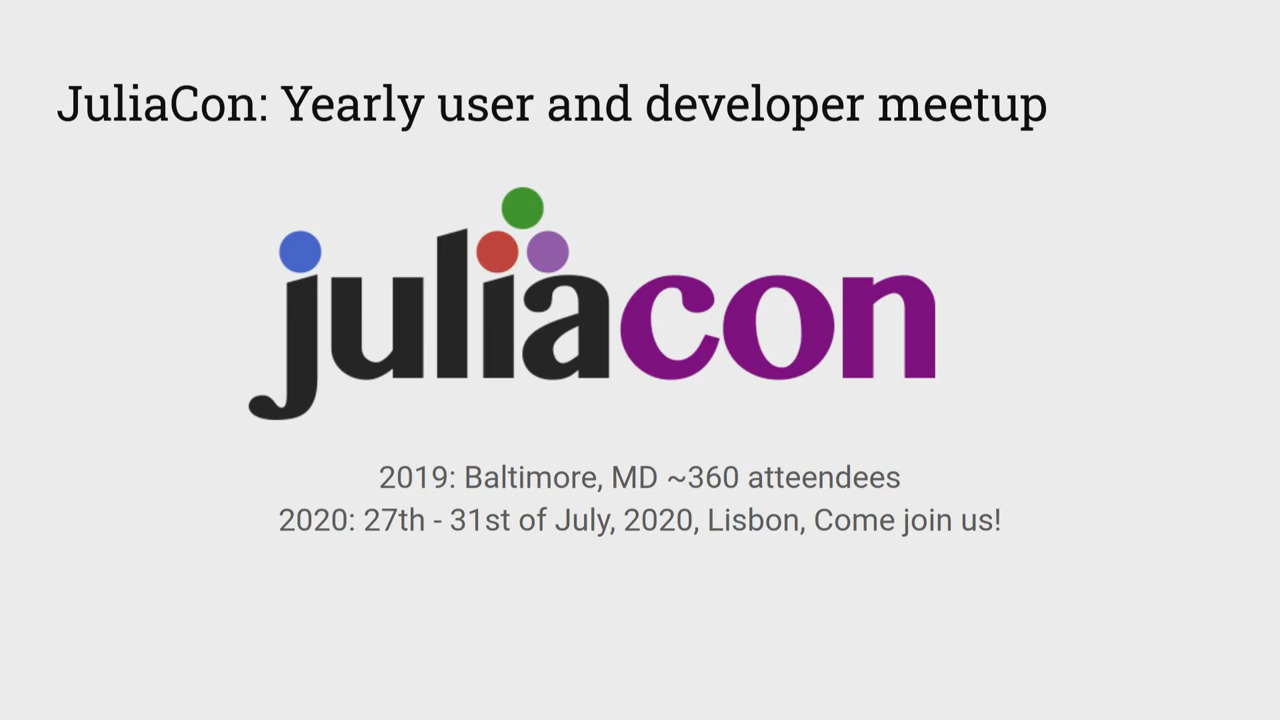 JuliaCon: Yearly user and developer meetup
juliacon
2019: Baltimore, MD ~360 atteendees
2020: 27th - 31st of July, 2020, Lisbon, Come join us!